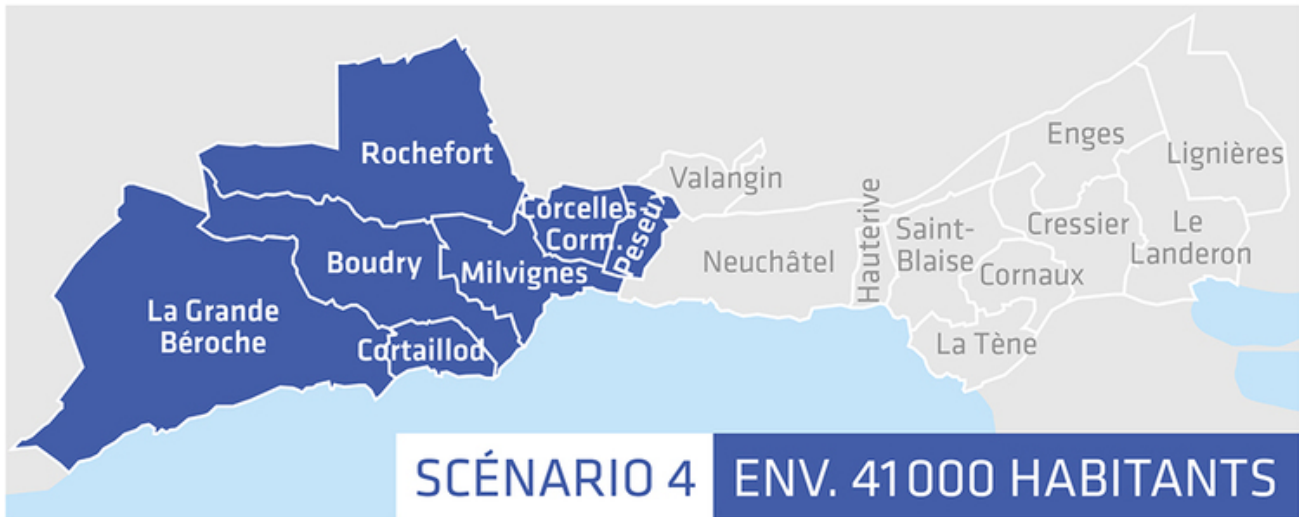 Rochefort
Corcelles-
Corm.
Peseux
Boudry
Milvignes
La Grande
Béroche
Cortaillod
Valangin
Neuchâtel
Hauterive
Saint-
Blaise
Enges
Lignières
Cressier
Le
Landeron
Cornaux
La Tène
SCÉNARIO 4
ENV. 41000 HABITANTS